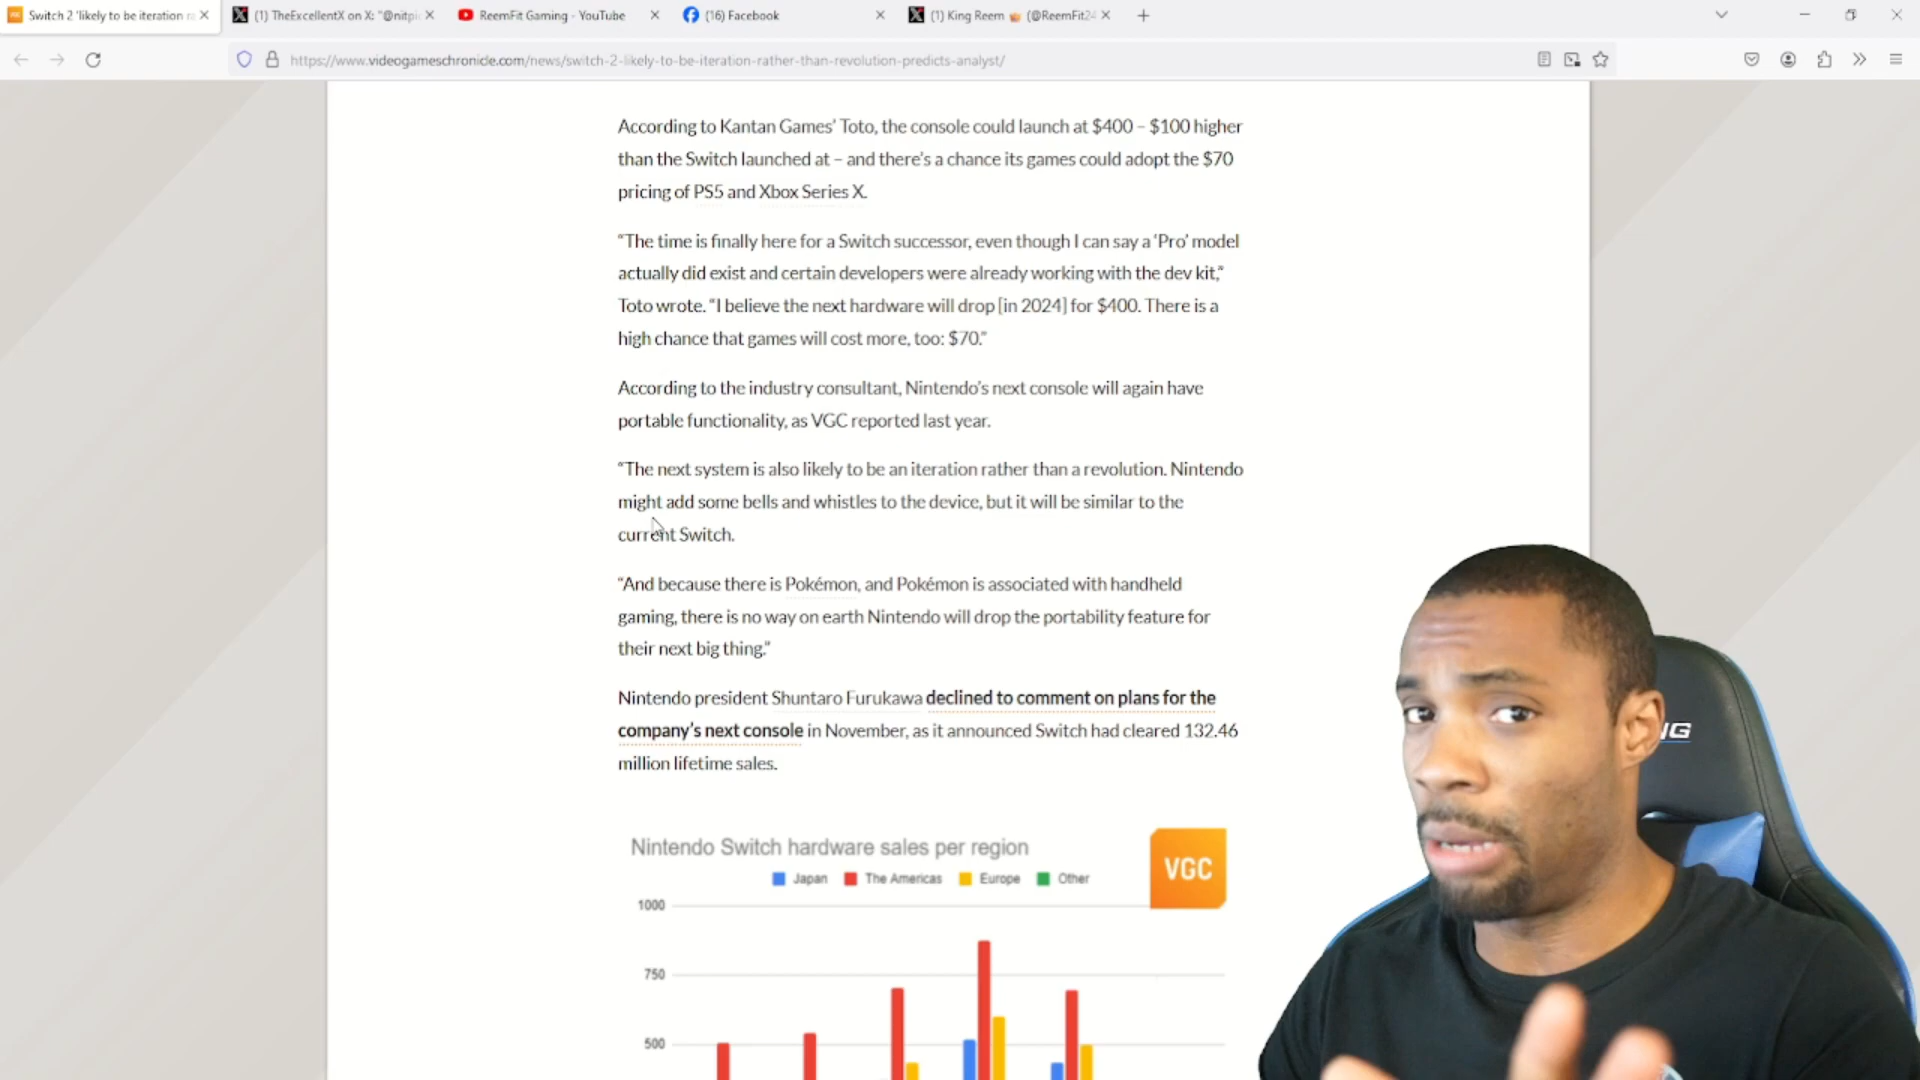 Switch 2 'likely to be iteration ra
(1) TheExcellentX on X: "@nitpi
ReemFit Gaming - YouTube
(16) Facebook
(1) King Reem 👑 (@ReemFit24
https://www.videogameschronicle.com/news/switch-2-likely-to-be-iteration-rather-than-revolution-predicts-analyst/
According to Kantan Games' Toto, the console could launch at $400 – $100 higher
than the Switch launched at – and there's a chance its games could adopt the $70
pricing of PS5 and Xbox Series X.
“The time is finally here for a Switch successor, even though I can say a ‘Pro’ model
actually did exist and certain developers were already working with the dev kit,”
Toto wrote. “I believe the next hardware will drop [in 2024] for $400. There is a
high chance that games will cost more, too: $70.”
According to the industry consultant, Nintendo's next console will again have
portable functionality, as VGC reported last year.
“The next system is also likely to be an iteration rather than a revolution. Nintendo
might add some bells and whistles to the device, but it will be similar to the
current Switch.
“And because there is Pokémon, and Pokémon is associated with handheld
gaming, there is no way on earth Nintendo will drop the portability feature for
their next big thing.”
Nintendo president Shuntaro Furukawa declined to comment on plans for the
company's next console in November, as it announced Switch had cleared 132.46
million lifetime sales.
Nintendo Switch hardware sales per region
VGC
Japan The Americas Europe Other
1000
750
500